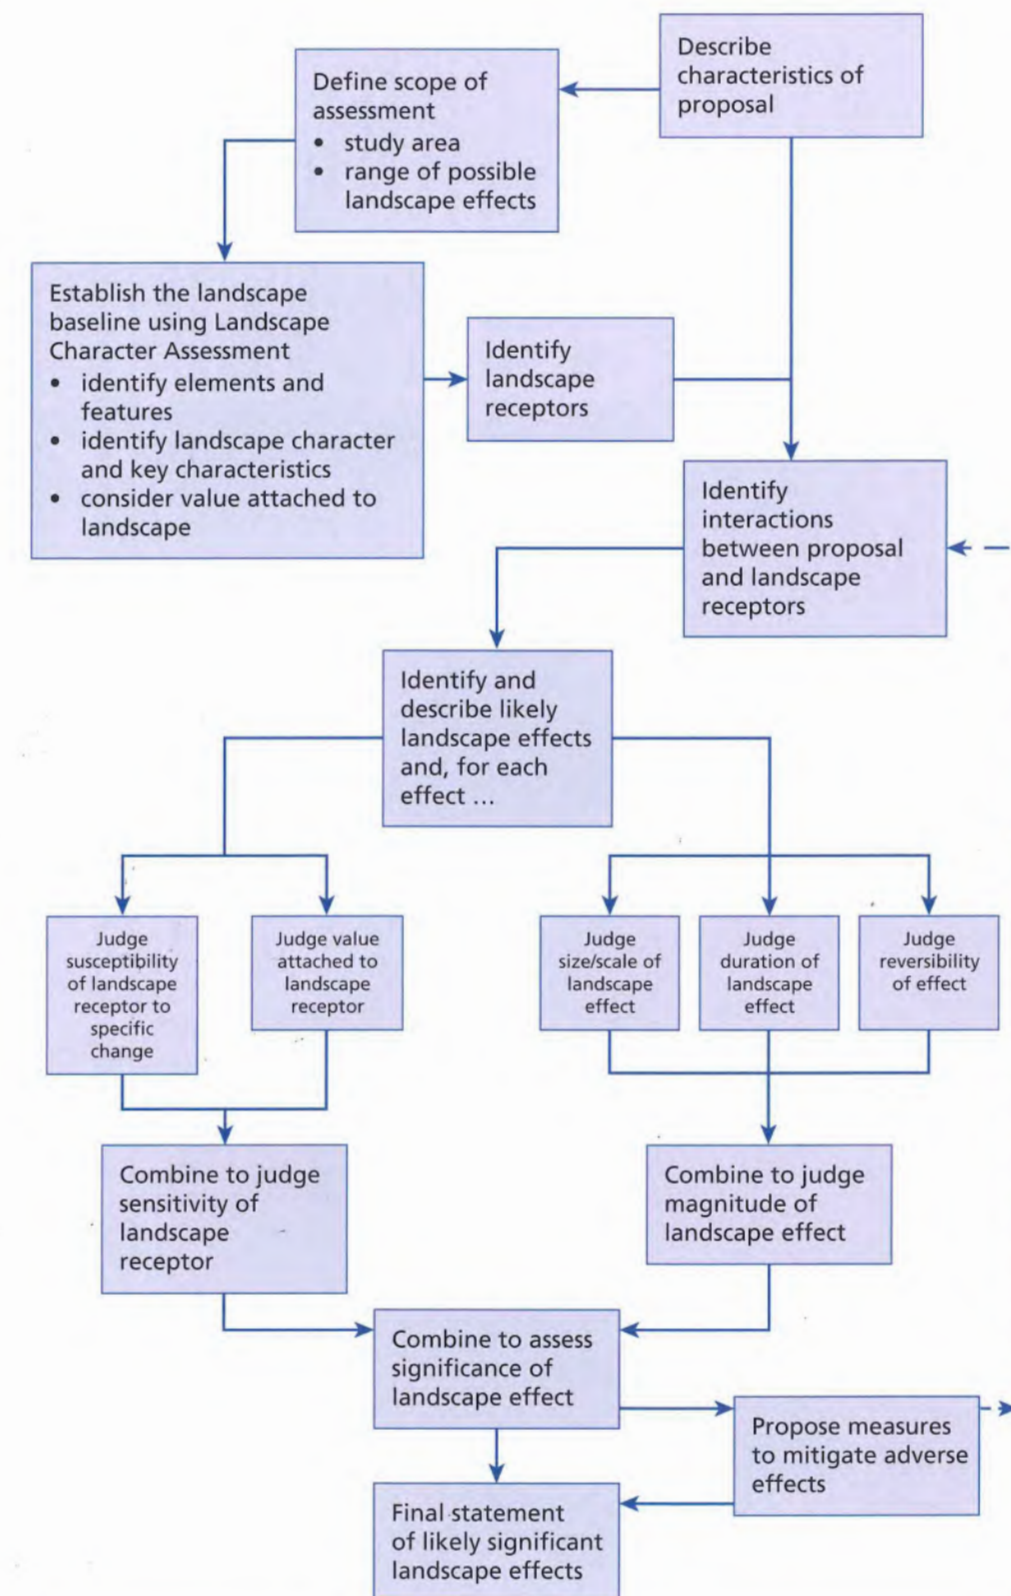 Describe
characteristics of
proposal
Define scope of
assessment
• study area
• range of possible
landscape effects
Establish the landscape
baseline using Landscape
Character Assessment
• identify elements and
features
• identify landscape character
and key characteristics
• consider value attached to
landscape
Identify
landscape
receptors
Identify
interactions
between proposal
and landscape
receptors
Identify and
describe likely
landscape effects
and, for each
effect ...
Judge
susceptibility
of landscape
receptor to
specific
change
Judge value
attached to
landscape
receptor
Judge
size/scale of
landscape
effect
Judge
duration of
landscape
effect
Judge
reversibility
of effect
Combine to judge
sensitivity of
landscape
receptor
Combine to judge
magnitude of
landscape effect
Combine to assess
significance of
landscape effect
Propose measures
to mitigate adverse
effects
Final statement
of likely significant
landscape effects